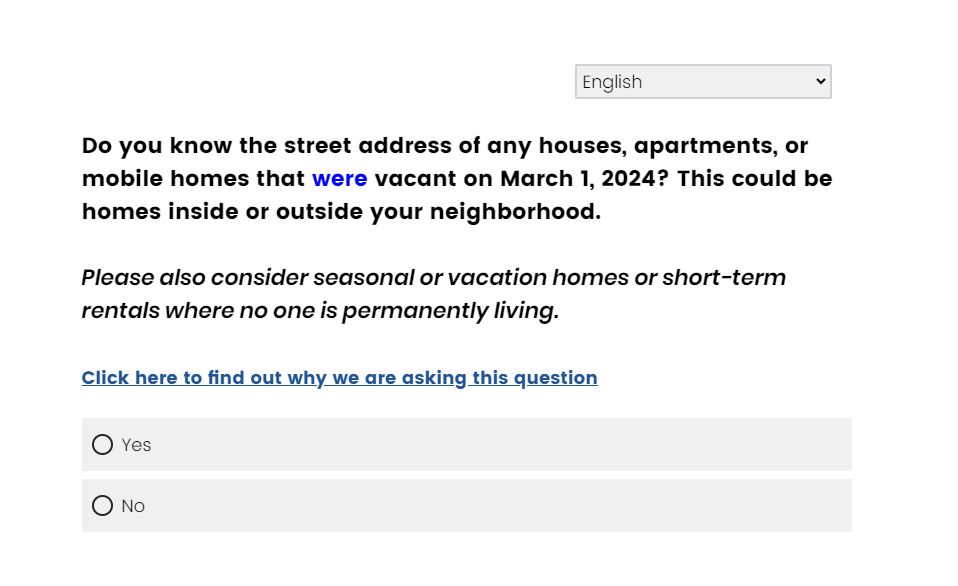 English
Do you know the street address of any houses, apartments, or
mobile homes that were vacant on March 1, 2024? This could be
homes inside or outside your neighborhood.
Please also consider seasonal or vacation homes or short-term
rentals where no one is permanently living.
Click here to find out why we are asking this question
Yes
No